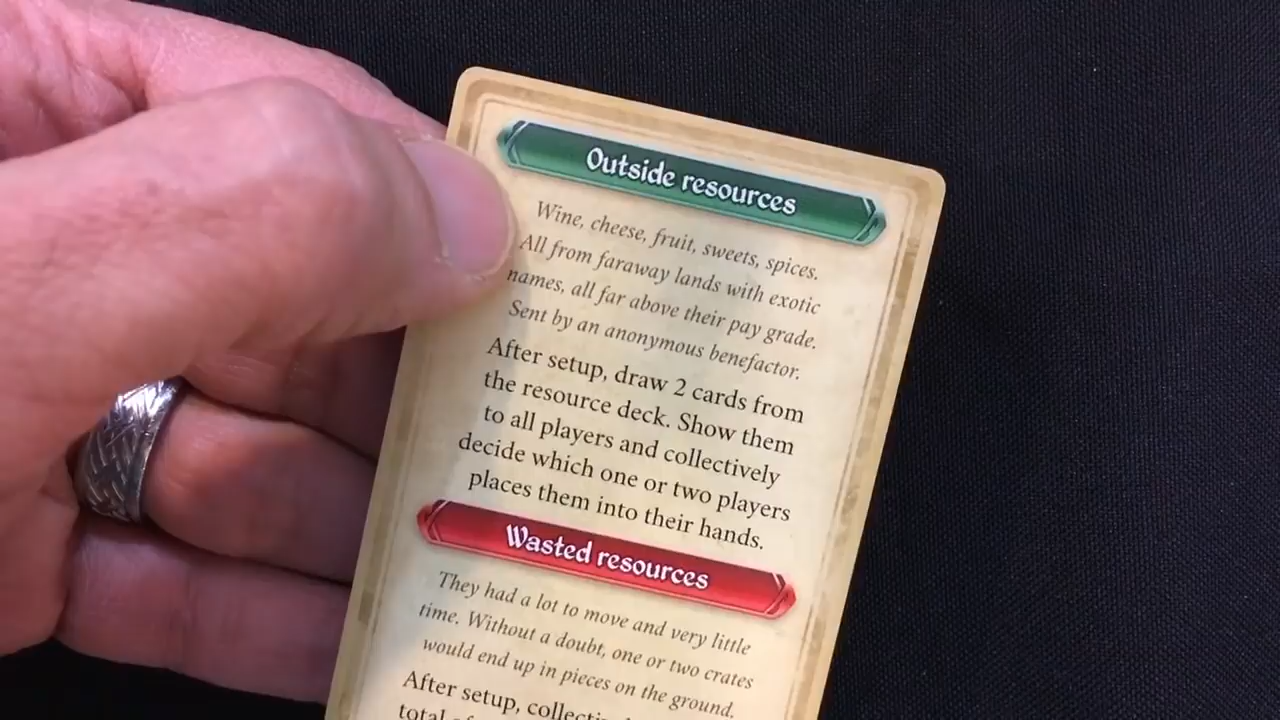 Outside resources
Wine, cheese, fruit, sweets, spices.
All from faraway lands with exotic
names, all far above their pay grade.
Sent by an anonymous benefactor.
After setup, draw 2 cards from
the resource deck. Show them
to all players and collectively
decide which one or two players
places them into their hands.
Wasted resources
They had a lot to move and very little
time. Without a doubt, one or two crates
would end up in pieces on the ground.
After setup,
total